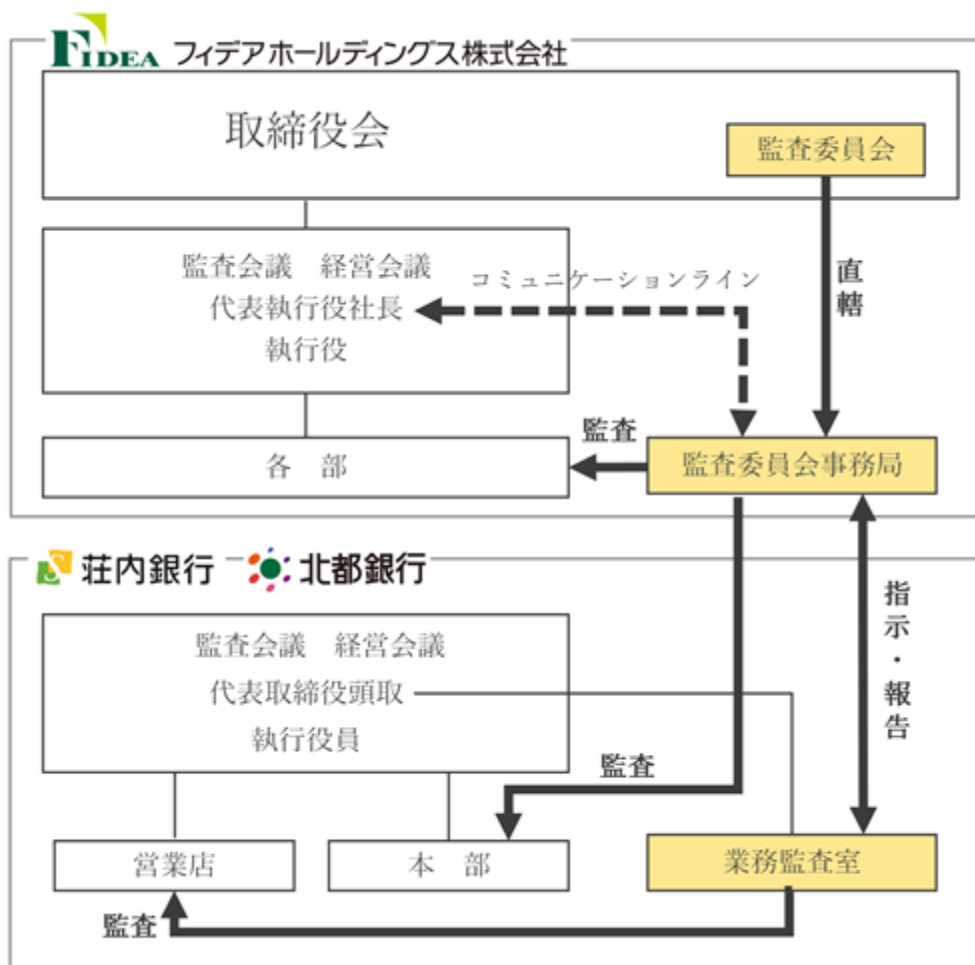 FIDEA フィデアホールディングス株式会社
取締役会
監査委員会
直轄
監査会議　経営会議
代表執行役社長
執行役
コミュニケーションライン
各　部
監査
監査委員会事務局
荘内銀行
北都銀行
監査会議　経営会議
代表取締役頭取
執行役員
指示・報告
監査
営業店
本　部
業務監査室
監査